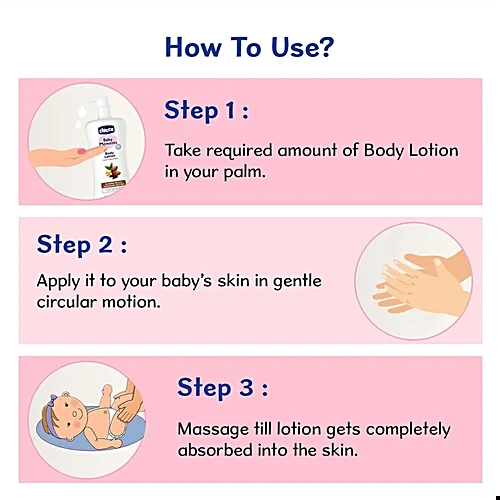 How To Use?
Step 1 :
Take required amount of Body Lotion
in your palm.
chicco
Baby
Moments
Body
Lotion
Step 2 :
Apply it to your baby's skin in gentle
circular motion.
Step 3 :
Massage till lotion gets completely
absorbed into the skin.